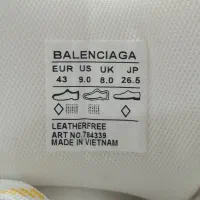 BALENCIAGA
EUR US UK JP
43 9.0 8.0 26.5
LEATHERFREE
ART NO.784339
MADE IN VIETNAM